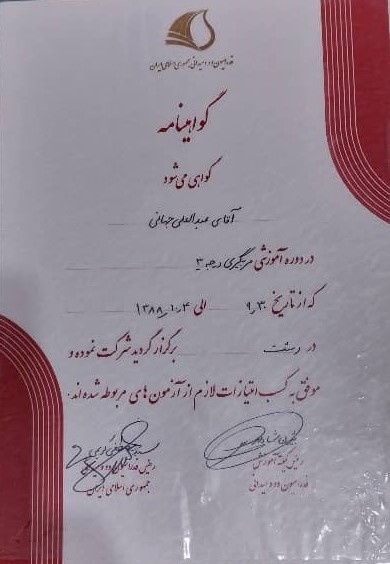 فدراسیون دو و میدانی جمهوری اسلامی ایران
گواهینامه
گواهی می‌شود
آقای عبدالعلی جهانی
در دوره آموزشی مربیگری درجه ۳
که از تاریخ ۹٫۳۰ الی ۱۳۸۸٫۱۰٫۴
در رشت برگزار گردید شرکت نموده و
موفق به کسب امتیازات لازم از آزمون های مربوطه شده‌اند.
رئیس کمیته آموزش
فدراسیون دو و میدانی
رئیس فدراسیون دو و میدانی
جمهوری اسلامی ایران